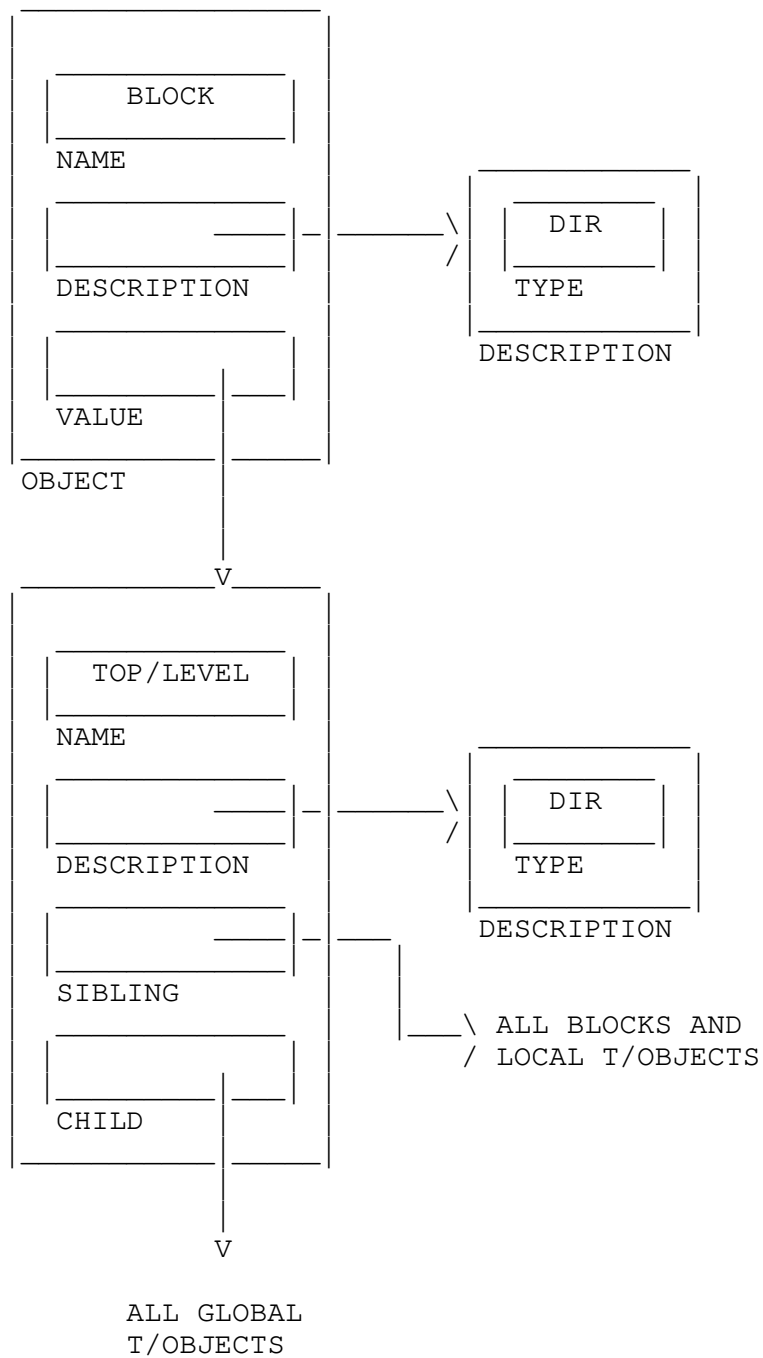 BLOCK
NAME
DIR
DESCRIPTION
TYPE
DESCRIPTION
VALUE
OBJECT
TOP/LEVEL
NAME
DIR
DESCRIPTION
TYPE
DESCRIPTION
SIBLING
ALL BLOCKS AND
LOCAL T/OBJECTS
CHILD
ALL GLOBAL
T/OBJECTS